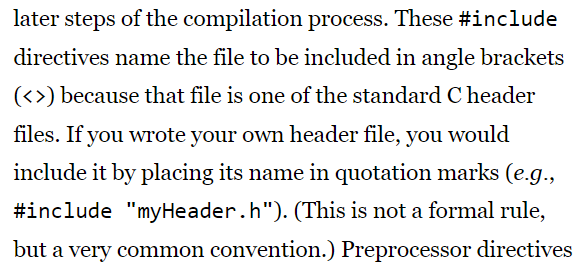 later steps of the compilation process. These #include
directives name the file to be included in angle brackets
(<>) because that file is one of the standard C header
files. If you wrote your own header file, you would
include it by placing its name in quotation marks (e.g.,
#include "myHeader.h"). (This is not a formal rule,
but a very common convention.) Preprocessor directives